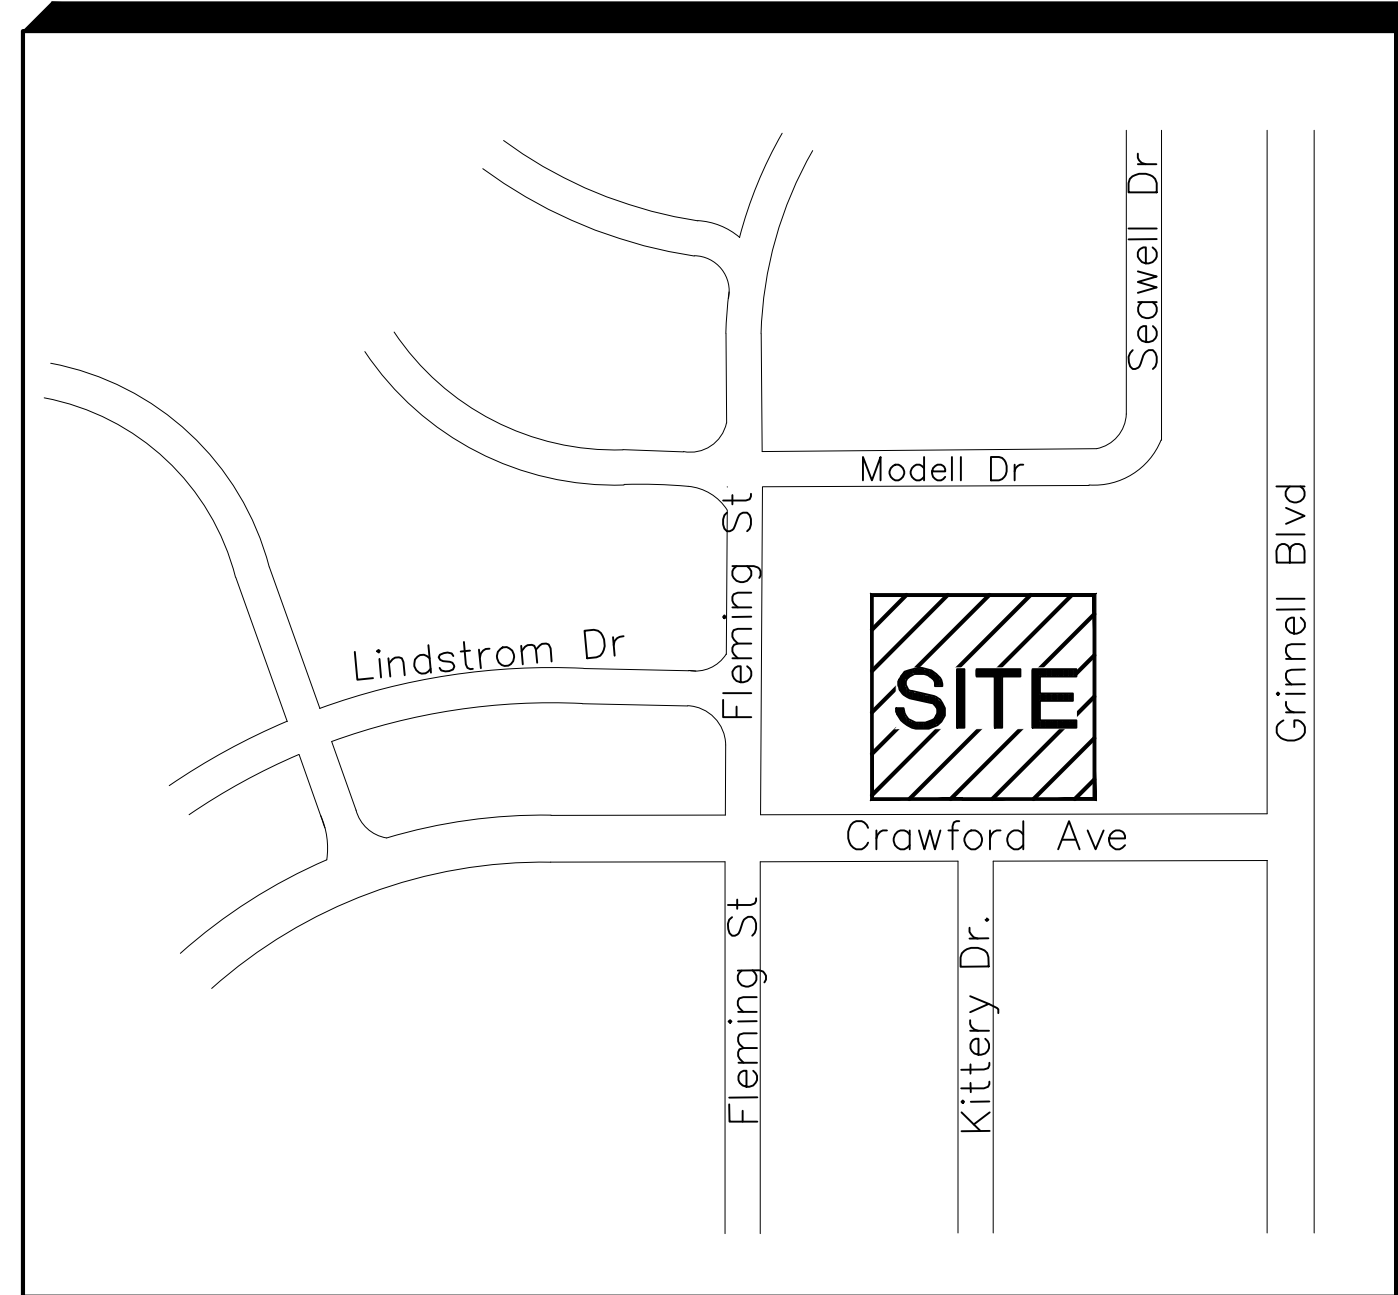 Seawell Dr
Modell Dr
Fleming St
Grinnell Blvd
Lindstrom Dr
SITE
Crawford Ave
Fleming St
Kittery Dr.